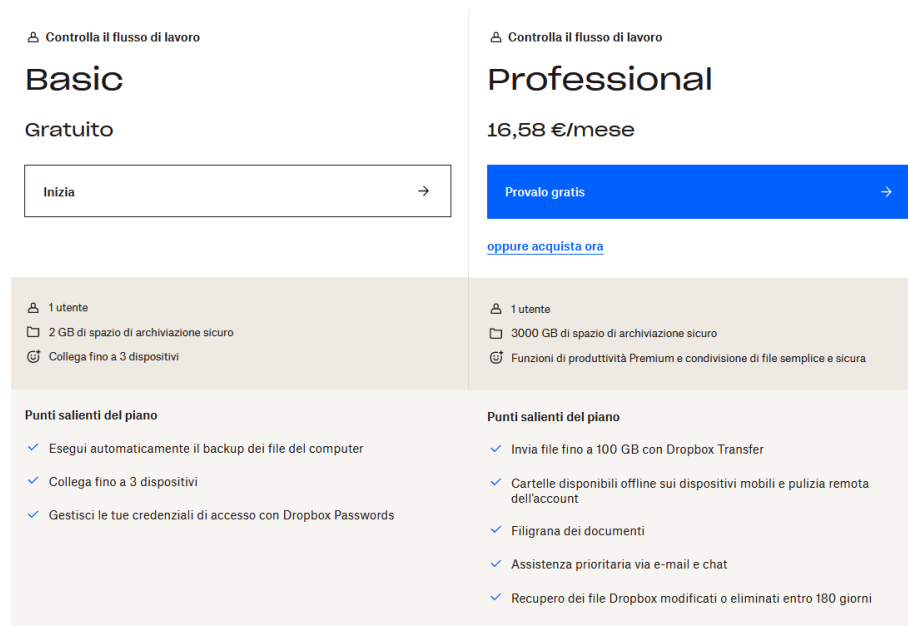 Controlla il flusso di lavoro
Basic
Gratuito
Inizia
1 utente
2 GB di spazio di archiviazione sicuro
Collega fino a 3 dispositivi
Punti salienti del piano
Esegui automaticamente il backup dei file del computer
Collega fino a 3 dispositivi
Gestisci le tue credenziali di accesso con Dropbox Passwords
Controlla il flusso di lavoro
Professional
16,58 €/mese
Provalo gratis
oppure acquista ora
1 utente
3000 GB di spazio di archiviazione sicuro
Funzioni di produttività Premium e condivisione di file semplice e sicura
Punti salienti del piano
Invia file fino a 100 GB con Dropbox Transfer
Cartelle disponibili offline sui dispositivi mobili e pulizia remota
dell'account
Filigrana dei documenti
Assistenza prioritaria via e-mail e chat
Recupero dei file Dropbox modificati o eliminati entro 180 giorni